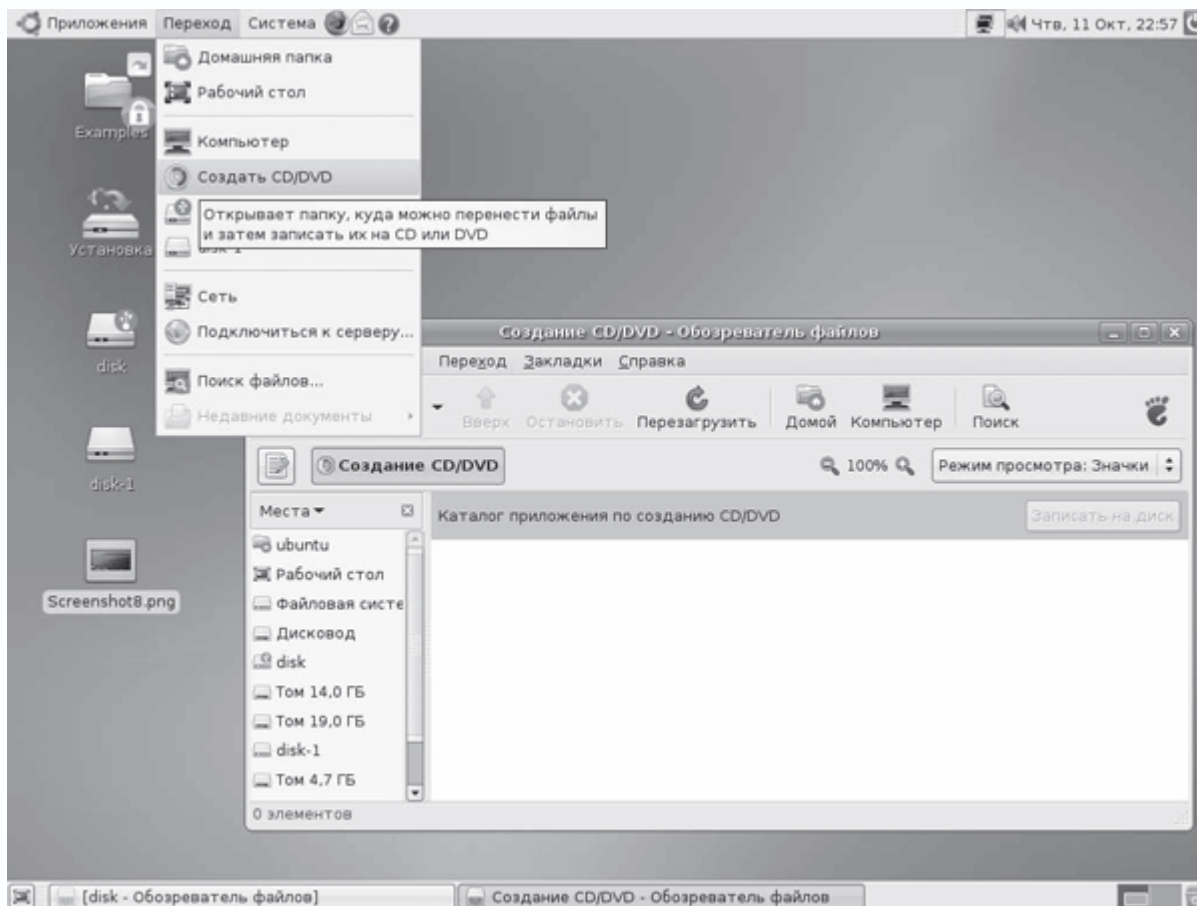 Приложения Переход Система
Чтв, 11 Окт, 22:57
Examples
Установка
disk
disk-1
Screenshot8.png
Домашняя папка
Рабочий стол
Компьютер
Создать CD/DVD
Открывает папку, куда можно перенести файлы
и затем записать их на CD или DVD
Сеть
Подключиться к серверу...
Поиск файлов...
Недавние документы
Создание CD/DVD - Обозреватель файлов
Переход Закладки Справка
Вверх Остановить Перезагрузить Домой Компьютер Поиск
Создание CD/DVD
100%
Режим просмотра: Значки
Места
Каталог приложения по созданию CD/DVD
Записать на диск
ubuntu
Рабочий стол
Файловая систе
Дисковод
disk
Том 14,0 ГБ
Том 19,0 ГБ
disk-1
Том 4,7 ГБ
0 элементов
[disk - Обозреватель файлов]
Создание CD/DVD - Обозреватель файлов